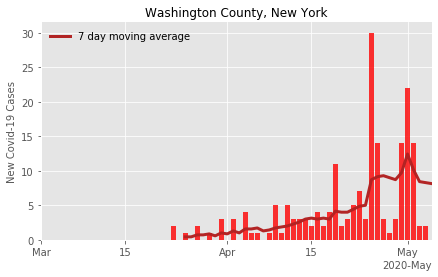 Washington County, New York
7 day moving average
New Covid-19 Cases
30
25
20
15
10
5
0
Mar
15
Apr
15
May
2020-May